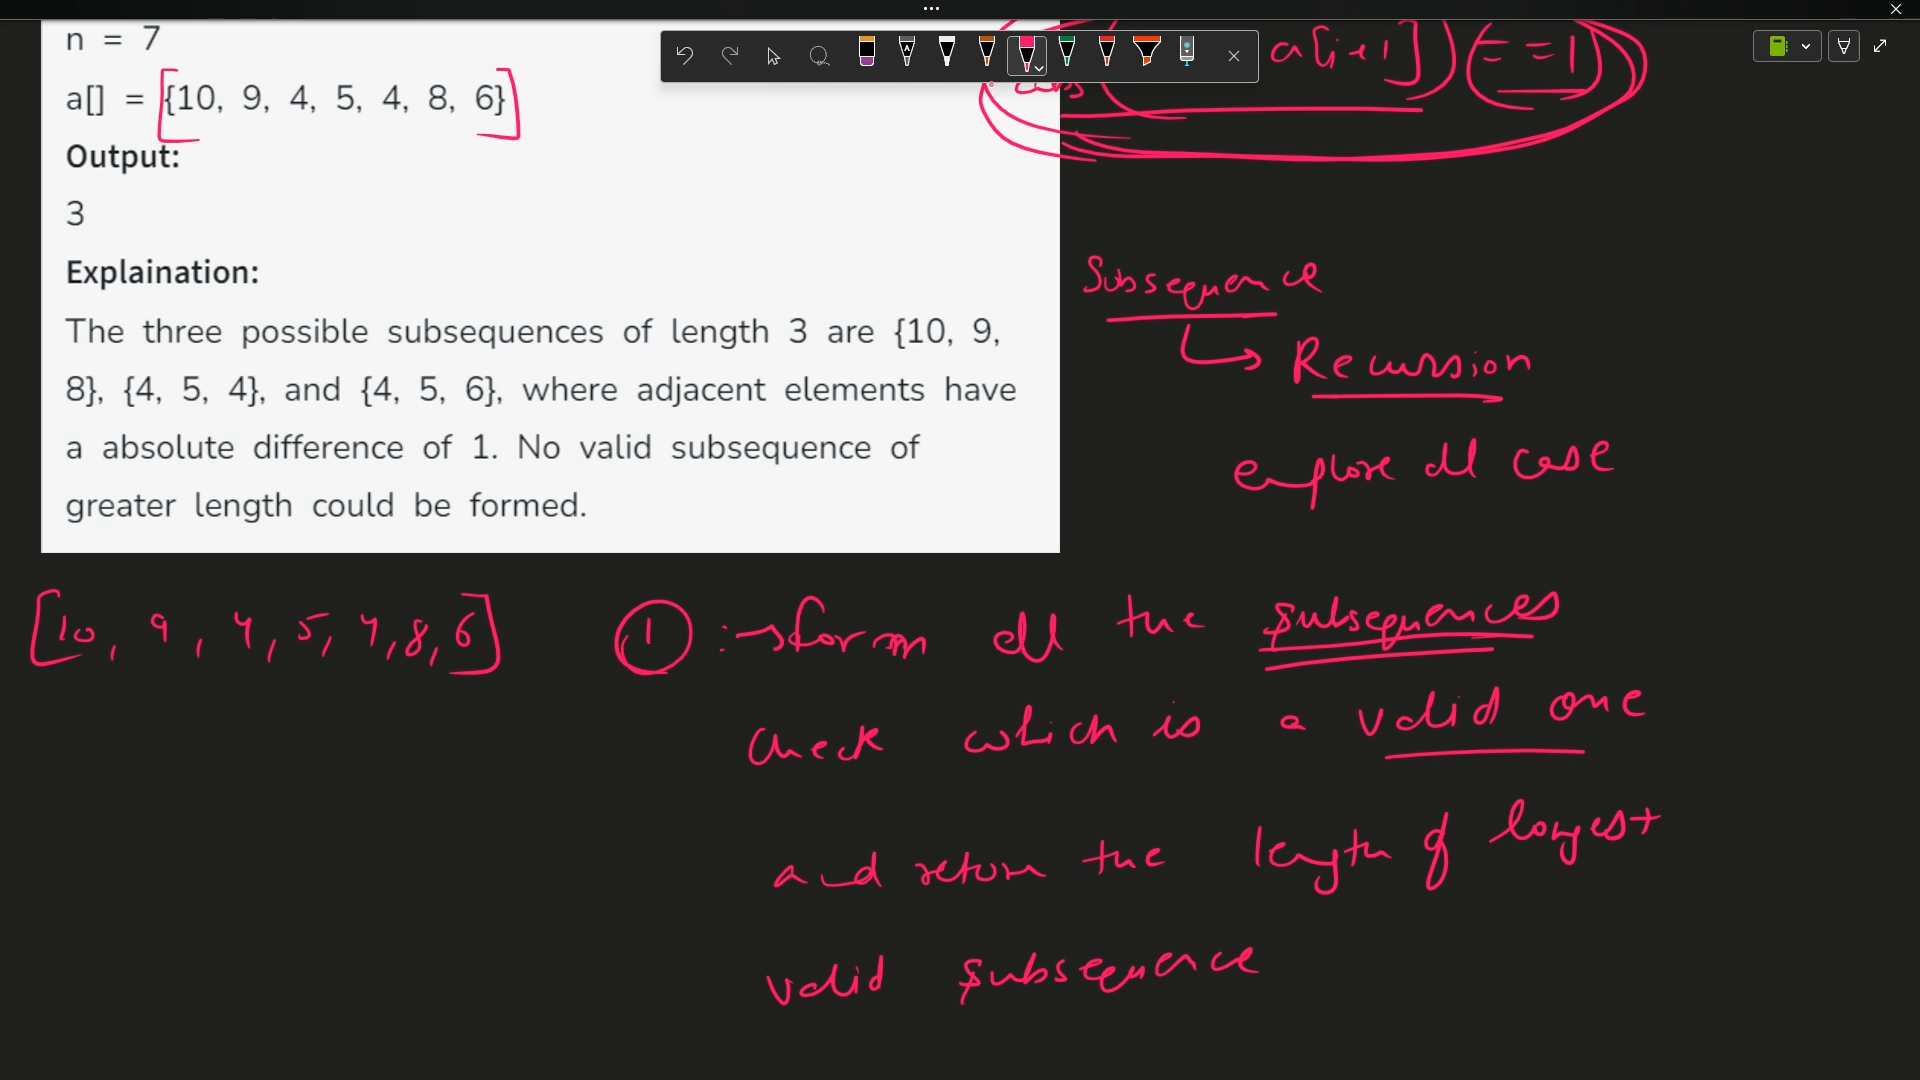 n = 7
a[] = {10, 9, 4, 5, 4, 8, 6}
Output:
3
Explaination:
The three possible subsequences of length 3 are {10, 9,
8}, {4, 5, 4}, and {4, 5, 6}, where adjacent elements have
a absolute difference of 1. No valid subsequence of
greater length could be formed.
a[i+1]) (==1)
Subsequence
Recursion
explore all case
[10, 9, 4, 5, 4, 8, 6]
1 : form all the subsequences
check which is a valid one
and return the length of longest
valid subsequence